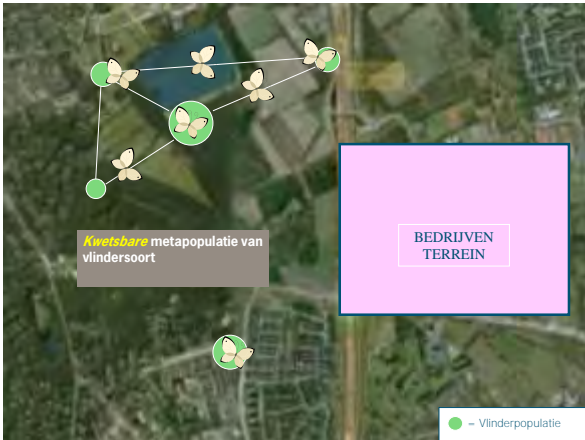 Kwetsbare metapopulatie van
vlindersoort
BEDRIJVEN
TERREIN
= Vlinderpopulatie